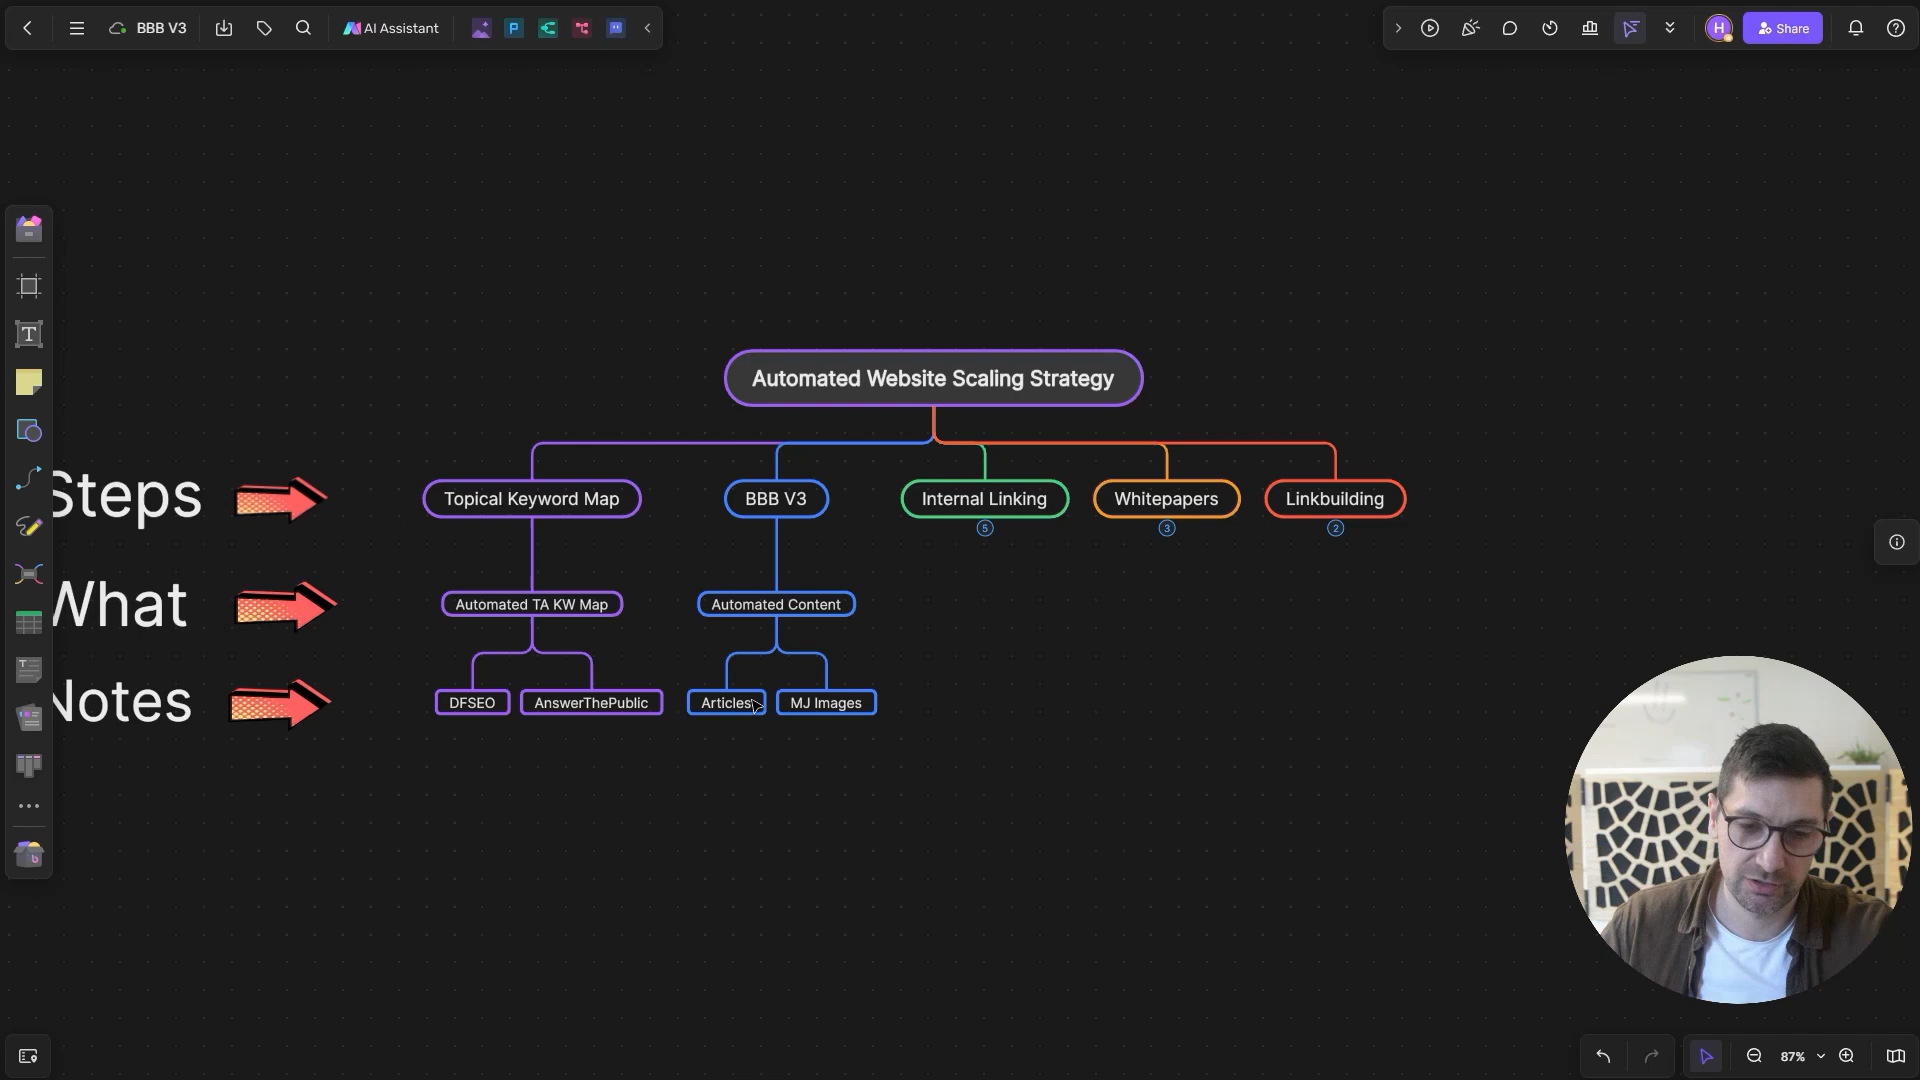 BBB V3
AI Assistant
H
Share
Automated Website Scaling Strategy
Steps
Topical Keyword Map
BBB V3
Internal Linking
Whitepapers
Linkbuilding
5
3
2
What
Automated TA KW Map
Automated Content
Notes
DFSEO
AnswerThePublic
Articles
MJ Images
87%